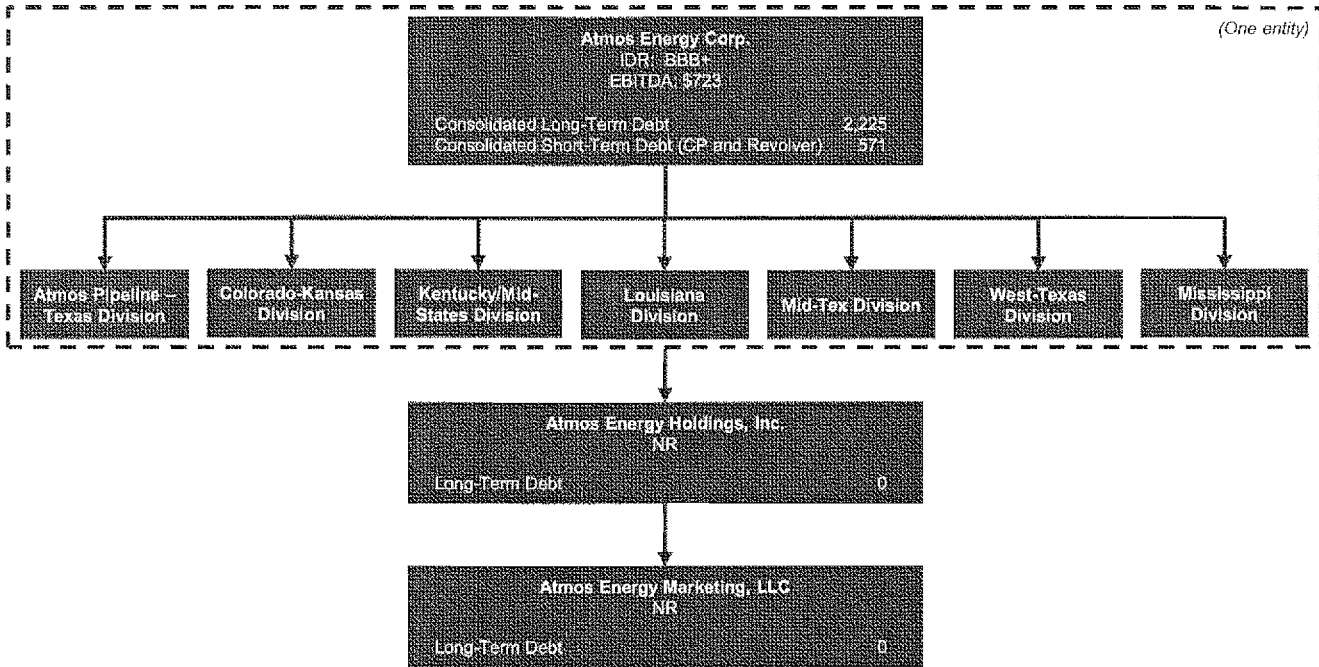 (One entity)
Atmos Energy Corp.
IDR: BBB+
EBITDA: $723
Consolidated Long-Term Debt 2,225
Consolidated Short-Term Debt (CP and Revolver) 571
Atmos Pipeline –
Texas Division
Colorado-Kansas
Division
Kentucky/Mid-
States Division
Louisiana
Division
Mid-Tex Division
West-Texas
Division
Mississippi
Division
Atmos Energy Holdings, Inc.
NR
Long-Term Debt 0
Atmos Energy Marketing, LLC
NR
Long-Term Debt 0